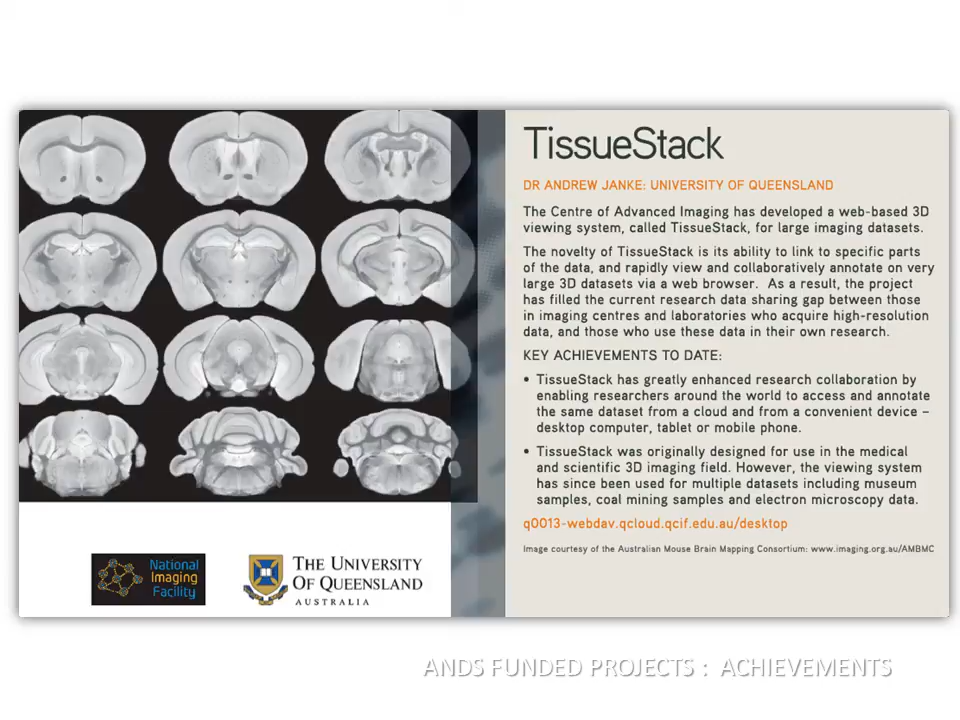 TissueStack
DR ANDREW JANKE: UNIVERSITY OF QUEENSLAND
The Centre of Advanced Imaging has developed a web-based 3D
viewing system, called TissueStack, for large imaging datasets.
The novelty of TissueStack is its ability to link to specific parts
of the data, and rapidly view and collaboratively annotate on very
large 3D datasets via a web browser. As a result, the project
has filled the current research data sharing gap between those
in imaging centres and laboratories who acquire high-resolution
data, and those who use these data in their own research.
KEY ACHIEVEMENTS TO DATE:
• TissueStack has greatly enhanced research collaboration by
enabling researchers around the world to access and annotate
the same dataset from a cloud and from a convenient device –
desktop computer, tablet or mobile phone.
• TissueStack was originally designed for use in the medical
and scientific 3D imaging field. However, the viewing system
has since been used for multiple datasets including museum
samples, coal mining samples and electron microscopy data.
q0013-webdav.qcloud.qcif.edu.au/desktop
Image courtesy of the Australian Mouse Brain Mapping Consortium: www.imaging.org.au/AMBMC
National
Imaging
Facility
THE UNIVERSITY
OF QUEENSLAND
AUSTRALIA
ANDS FUNDED PROJECTS : ACHIEVEMENTS